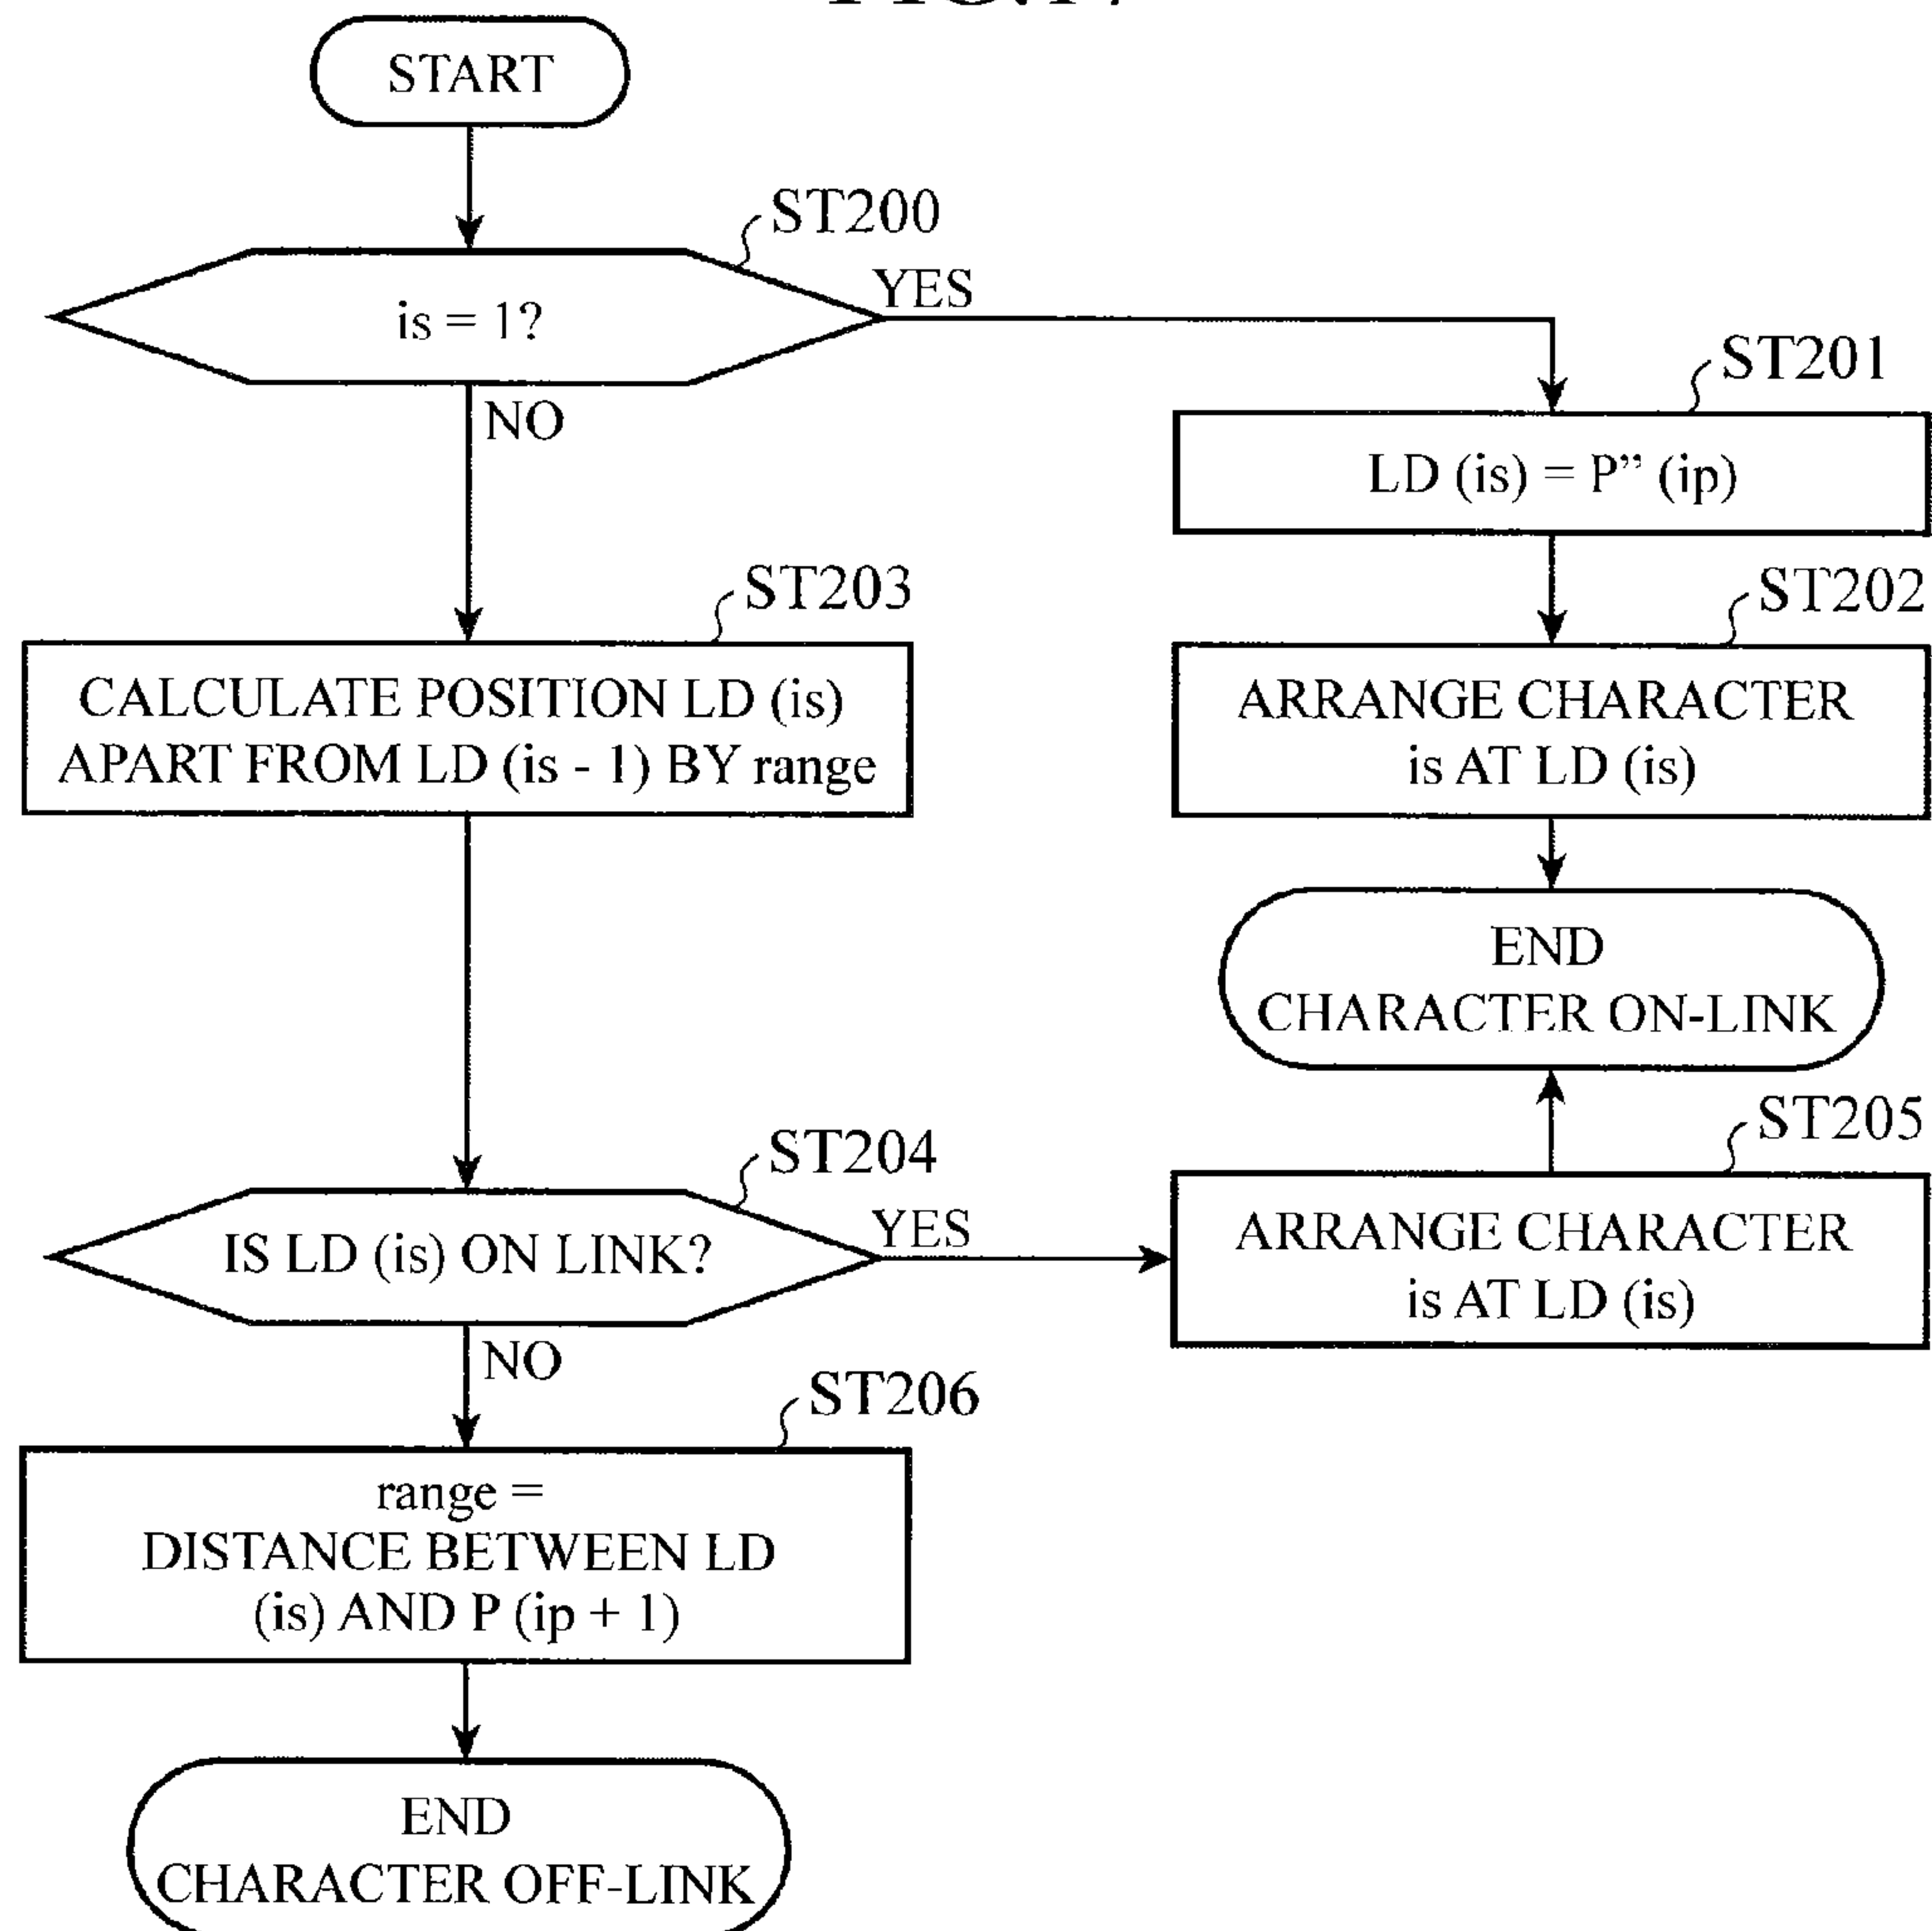 START
ST200
is = 1?
YES
NO
ST201
LD (is) = P” (ip)
ST203
CALCULATE POSITION LD (is)
APART FROM LD (is - 1) BY range
ST202
ARRANGE CHARACTER
is AT LD (is)
END
CHARACTER ON-LINK
ST204
IS LD (is) ON LINK?
YES
NO
ST205
ARRANGE CHARACTER
is AT LD (is)
ST206
range =
DISTANCE BETWEEN LD
(is) AND P (ip + 1)
END
CHARACTER OFF-LINK